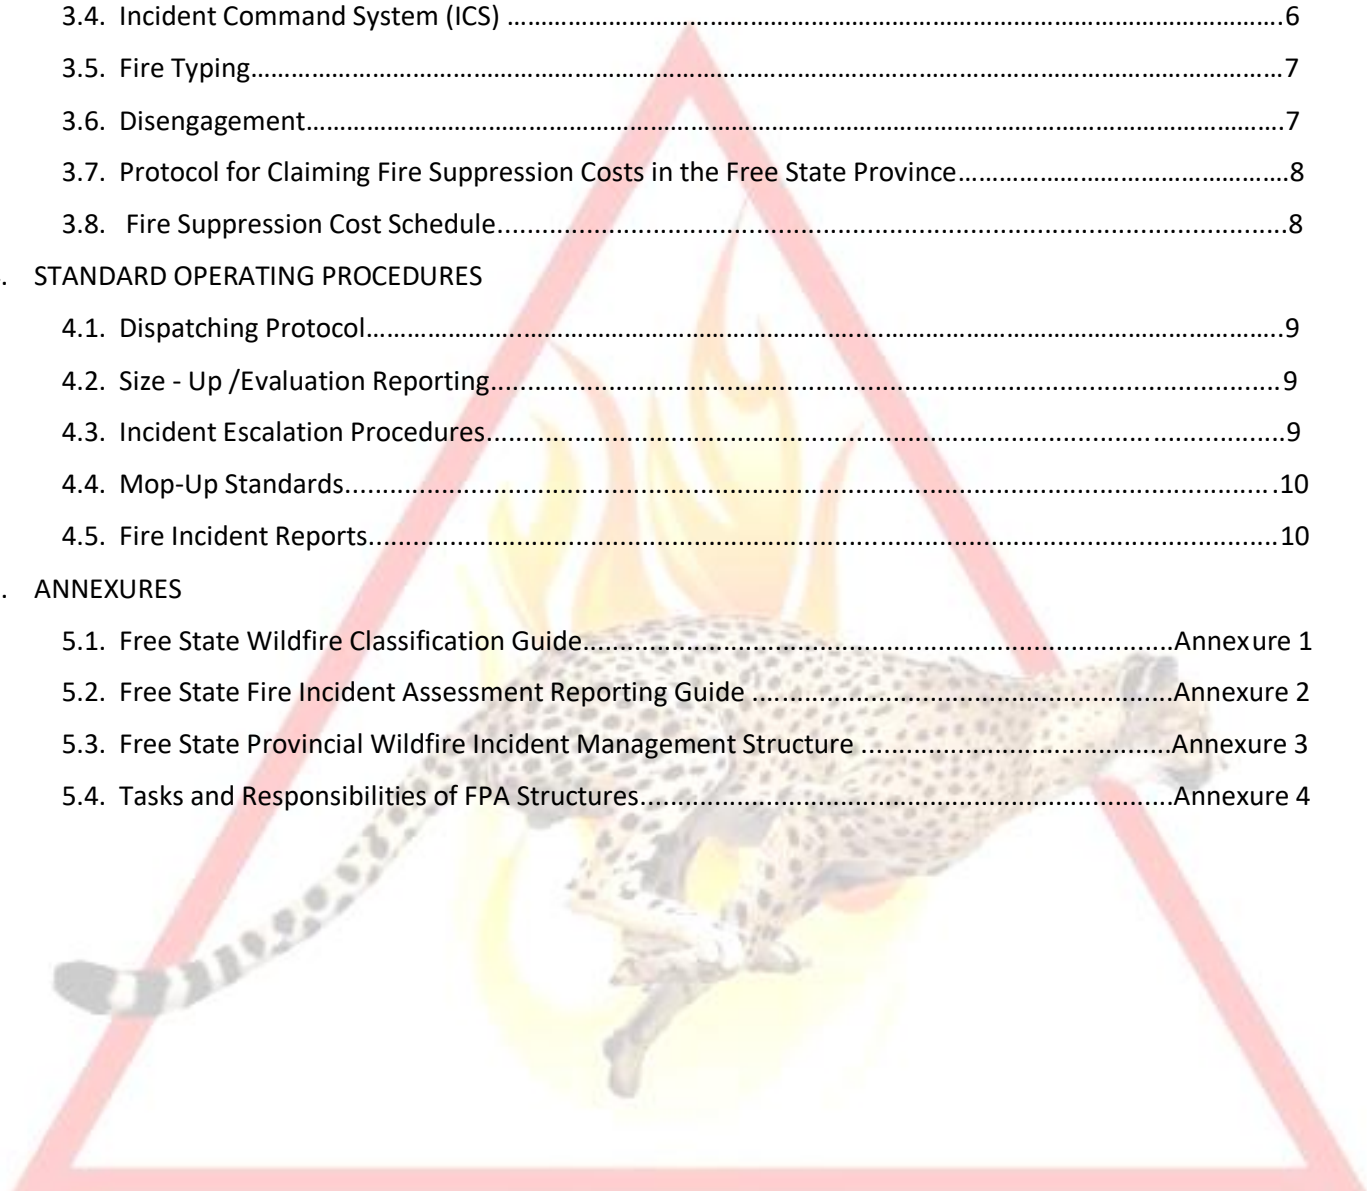 3.4. Incident Command System (ICS) ........................................................................................................................6
3.5. Fire Typing........................................................................................................................7
3.6. Disengagement........................................................................................................................7
3.7. Protocol for Claiming Fire Suppression Costs in the Free State Province........................................................8
3.8. Fire Suppression Cost Schedule........................................................................................................8
. STANDARD OPERATING PROCEDURES
4.1. Dispatching Protocol........................................................................................................................9
4.2. Size - Up /Evaluation Reporting........................................................................................................9
4.3. Incident Escalation Procedures........................................................................................................9
4.4. Mop-Up Standards........................................................................................................................10
4.5. Fire Incident Reports........................................................................................................................10
. ANNEXURES
5.1. Free State Wildfire Classification Guide........................................................................Annexure 1
5.2. Free State Fire Incident Assessment Reporting Guide ................................................Annexure 2
5.3. Free State Provincial Wildfire Incident Management Structure ....................................Annexure 3
5.4. Tasks and Responsibilities of FPA Structures................................................................Annexure 4